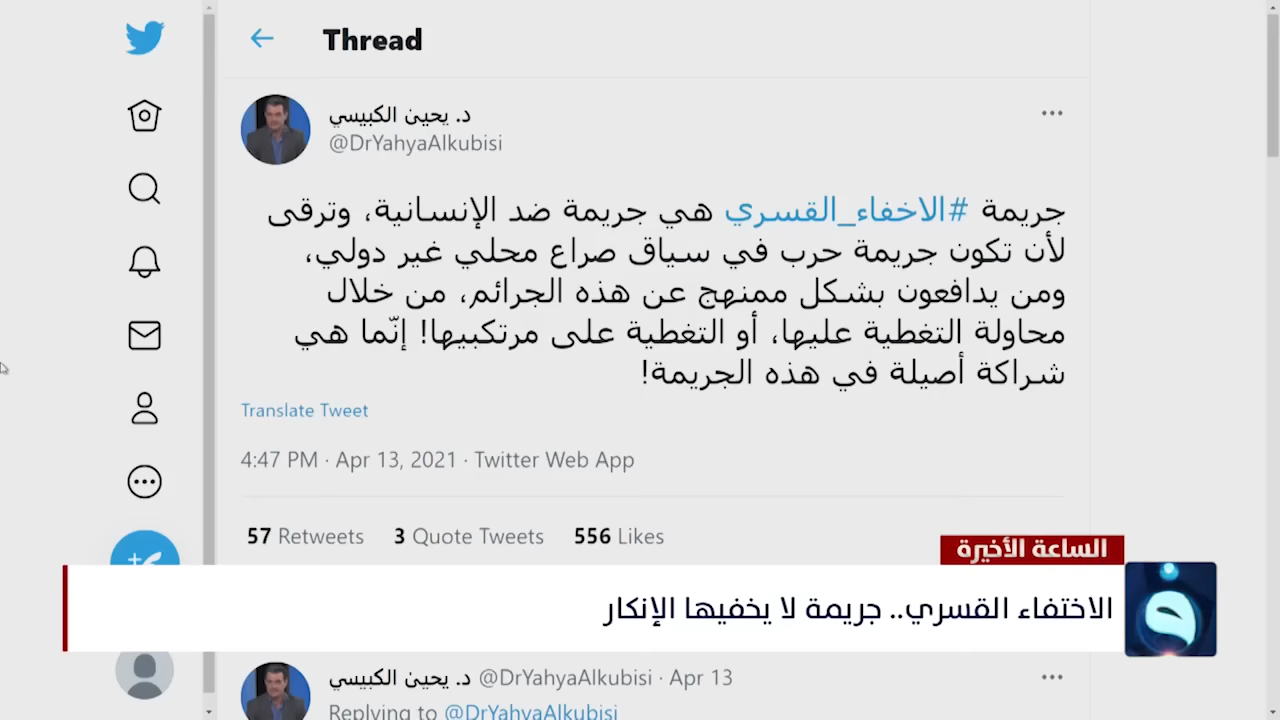 Thread
د. يحيى الكبيسي
@DrYahyaAlkubisi
جريمة #الاخفاء_القسري هي جريمة ضد الإنسانية، وترقى
لأن تكون جريمة حرب في سياق صراع محلي غير دولي،
ومن يدافعون بشكل ممنهج عن هذه الجرائم، من خلال
محاولة التغطية عليها، أو التغطية على مرتكبيها! إنّما هي
شراكة أصيلة في هذه الجريمة!
Translate Tweet
4:47 PM · Apr 13, 2021 · Twitter Web App
57 Retweets 3 Quote Tweets 556 Likes
الساعة الأخيرة
الاختفاء القسري.. جريمة لا يخفيها الإنكار
د. يحيى الكبيسي @DrYahyaAlkubisi · Apr 13
Replying to @DrYahyaAlkubisi